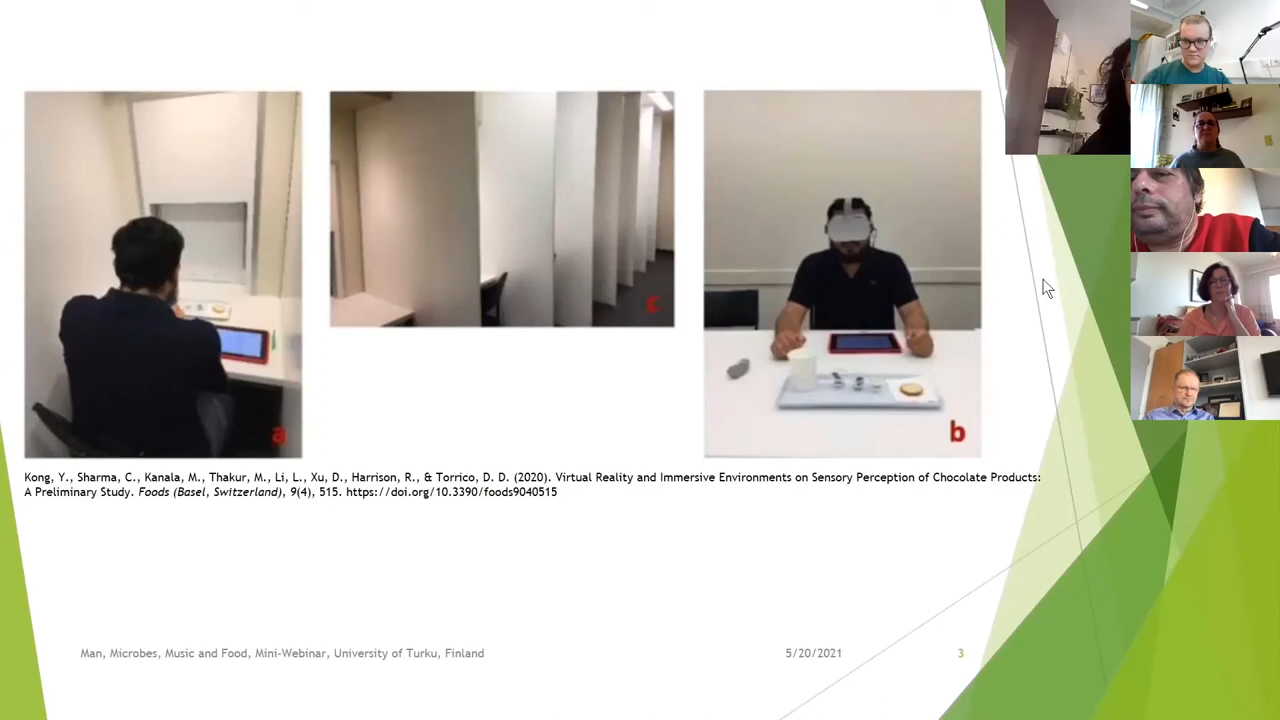 a
c
b
Kong, Y., Sharma, C., Kanala, M., Thakur, M., Li, L., Xu, D., Harrison, R., & Torrico, D. D. (2020). Virtual Reality and Immersive Environments on Sensory Perception of Chocolate Products:
A Preliminary Study. Foods (Basel, Switzerland), 9(4), 515. https://doi.org/10.3390/foods9040515
Man, Microbes, Music and Food, Mini-Webinar, University of Turku, Finland
5/20/2021
3